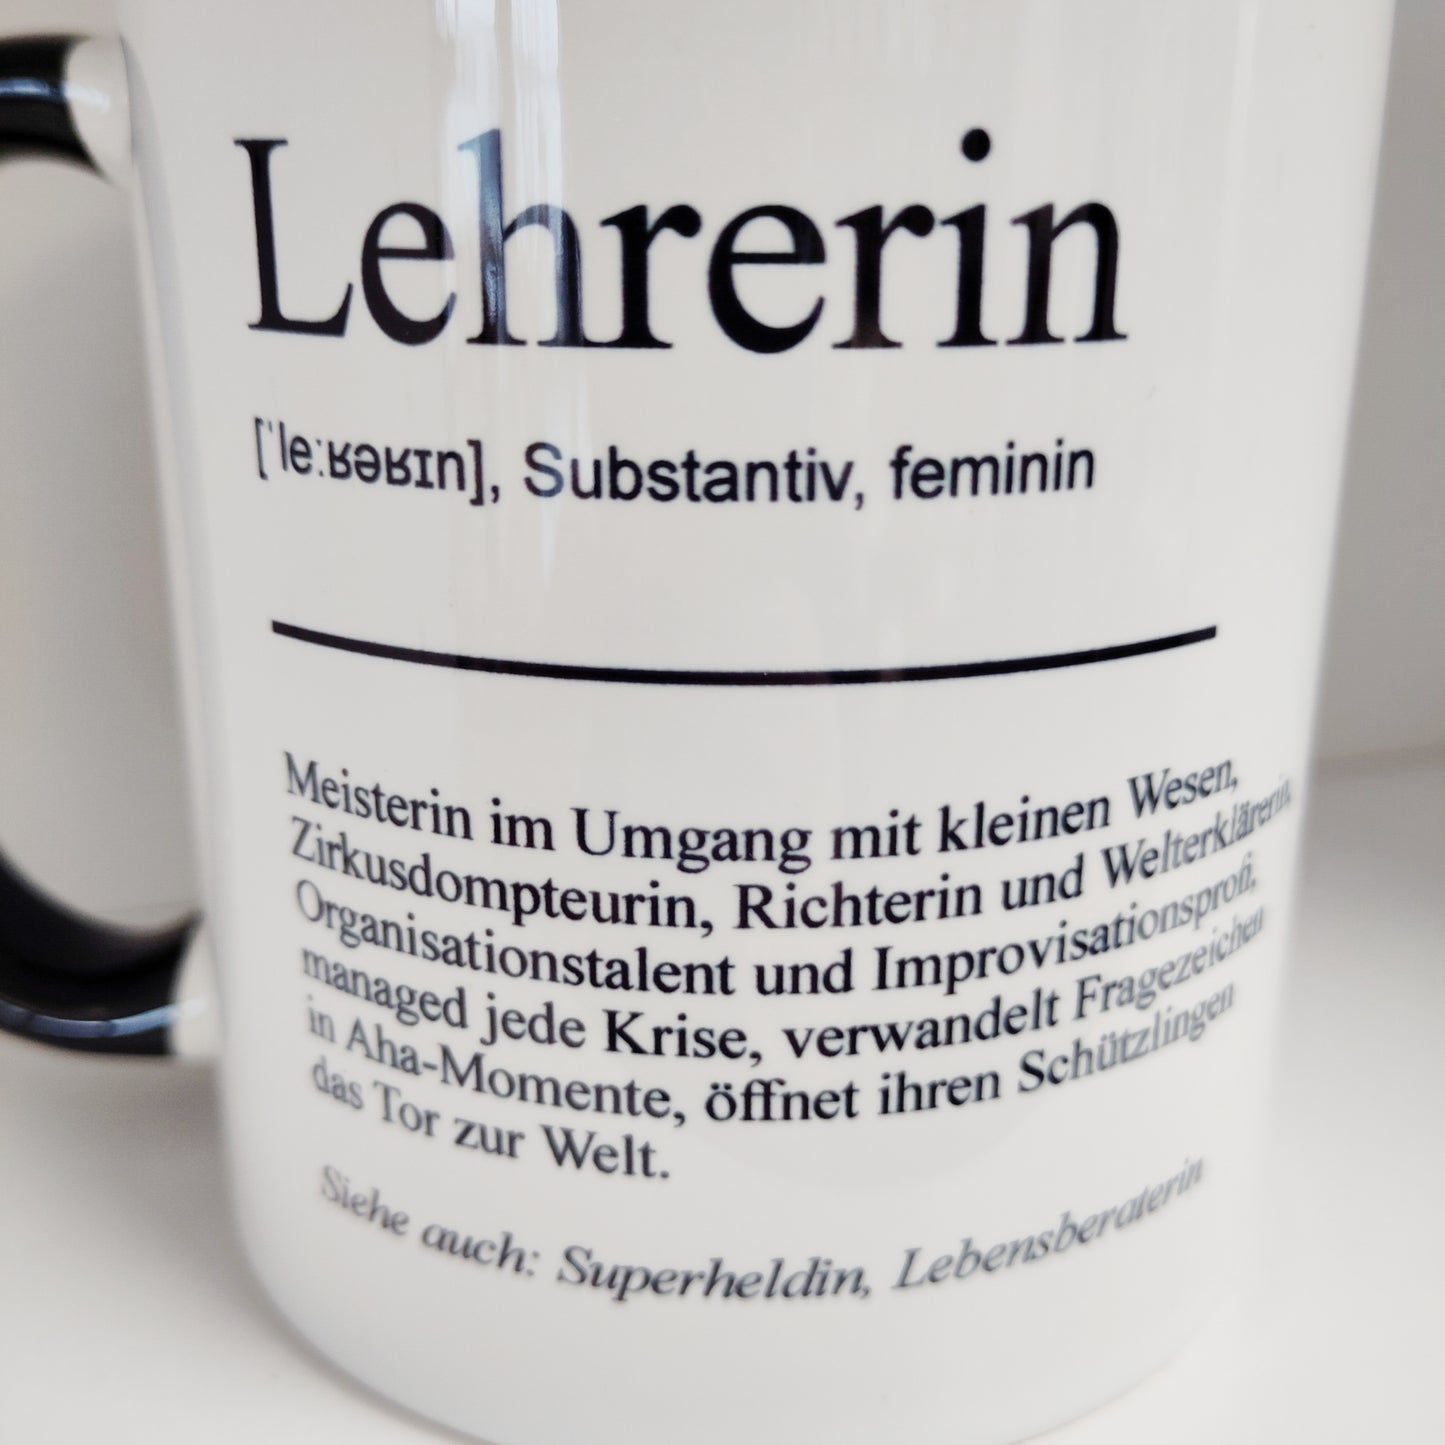 Lehrerin
[ˈleːʁəʁɪn], Substantiv, feminin
Meisterin im Umgang mit kleinen Wesen,
Zirkusdompteurin, Richterin und Welterklärerin,
Organisationstalent und Improvisationsprofi,
managed jede Krise, verwandelt Fragezeichen
in Aha-Momente, öffnet ihren Schützlingen
das Tor zur Welt.
Siehe auch: Superheldin, Lebensberaterin